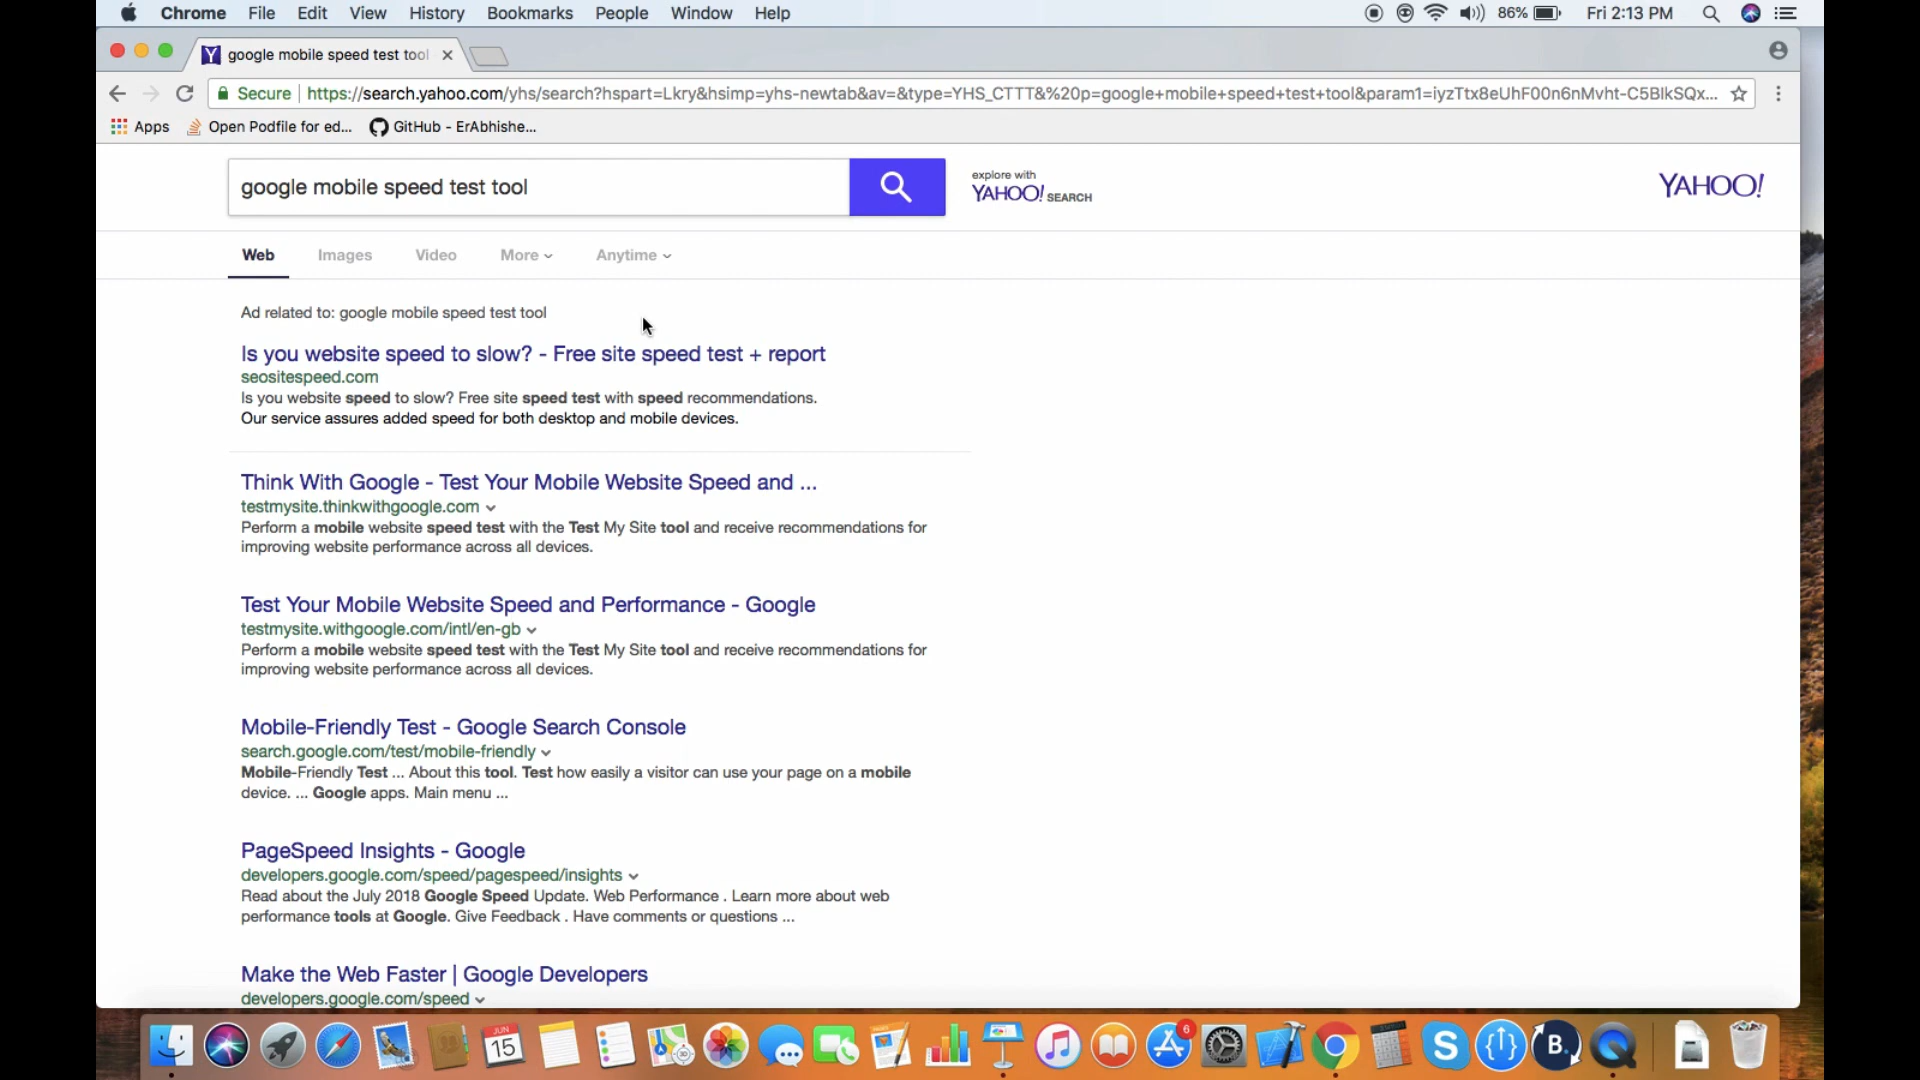 Chrome File Edit View History Bookmarks People Window Help 86% Fri 2:13 PM
google mobile speed test tool
Secure https://search.yahoo.com/yhs/search?hspart=Lkry&hsimp=yhs-newtab&av=&type=YHS_CTTT&%20p=google+mobile+speed+test+tool&param1=iyzTtx8eUhF00n6nMvht-C5BlkSQx...
Apps Open Podfile for ed... GitHub - ErAbhishe...
google mobile speed test tool
explore with
YAHOO! SEARCH
YAHOO!
Web Images Video More Anytime
Ad related to: google mobile speed test tool
Is you website speed to slow? - Free site speed test + report
seositespeed.com
Is you website speed to slow? Free site speed test with speed recommendations.
Our service assures added speed for both desktop and mobile devices.
Think With Google - Test Your Mobile Website Speed and ...
testmysite.thinkwithgoogle.com
Perform a mobile website speed test with the Test My Site tool and receive recommendations for
improving website performance across all devices.
Test Your Mobile Website Speed and Performance - Google
testmysite.withgoogle.com/intl/en-gb
Perform a mobile website speed test with the Test My Site tool and receive recommendations for
improving website performance across all devices.
Mobile-Friendly Test - Google Search Console
search.google.com/test/mobile-friendly
Mobile-Friendly Test ... About this tool. Test how easily a visitor can use your page on a mobile
device. ... Google apps. Main menu ...
PageSpeed Insights - Google
developers.google.com/speed/pagespeed/insights
Read about the July 2018 Google Speed Update. Web Performance . Learn more about web
performance tools at Google. Give Feedback . Have comments or questions ...
Make the Web Faster | Google Developers
developers.google.com/speed
JUN
15
6
B.